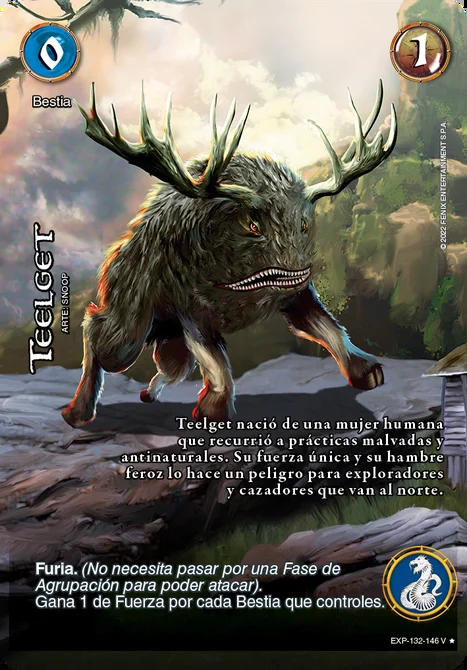 0
1
Bestia
TEELGET
ARTE: SNOOP
© 2022 FENIX ENTERTAINMENT S.P.A.
Teelget nació de una mujer humana
que recurrió a prácticas malvadas y
antinaturales. Su fuerza única y su hambre
feroz lo hace un peligro para exploradores
y cazadores que van al norte.
Furia. (No necesita pasar por una Fase de
Agrupación para poder atacar).
Gana 1 de Fuerza por cada Bestia que controles.
EXP-132-146 V ★